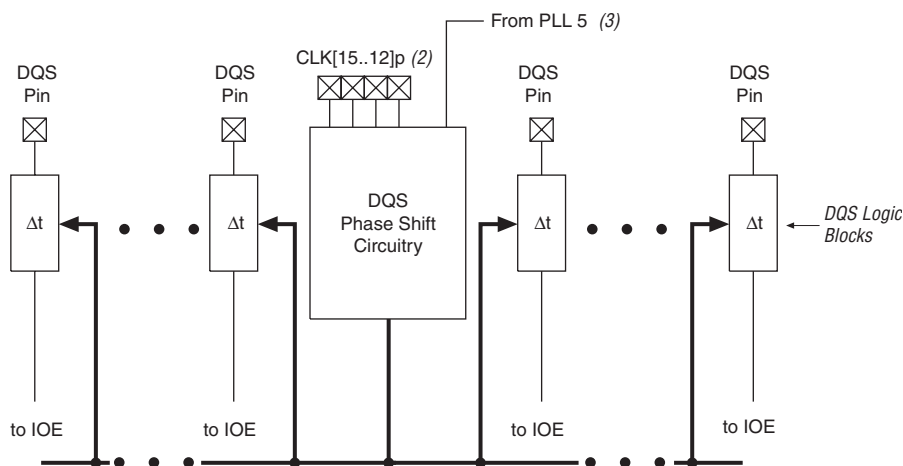 From PLL 5 (3)
CLK[15..12]p (2)
DQS
Pin
DQS
Pin
DQS
Pin
DQS
Pin
Δt
Δt
DQS
Phase Shift
Circuitry
Δt
Δt
DQS Logic
Blocks
to IOE
to IOE
to IOE
to IOE